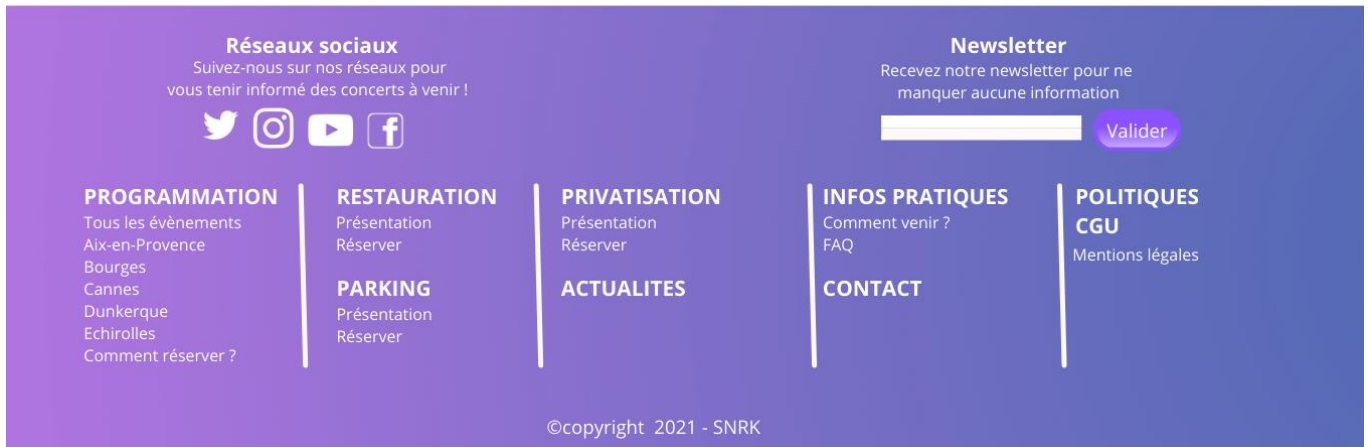 Réseaux sociaux
Suivez-nous sur nos réseaux pour
vous tenir informé des concerts à venir !
Newsletter
Recevez notre newsletter pour ne
manquer aucune information
Valider
PROGRAMMATION
Tous les évènements
Aix-en-Provence
Bourges
Cannes
Dunkerque
Echirolles
Comment réserver ?
RESTAURATION
Présentation
Réserver
PARKING
Présentation
Réserver
PRIVATISATION
Présentation
Réserver
ACTUALITES
INFOS PRATIQUES
Comment venir ?
FAQ
CONTACT
POLITIQUES
CGU
Mentions légales
©copyright 2021 - SNRK